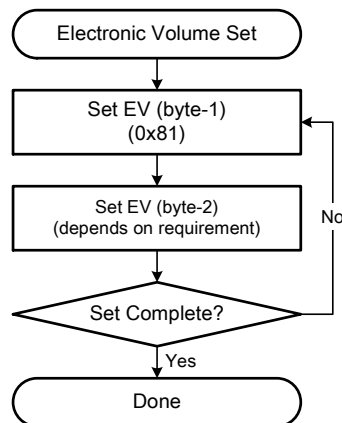 Electronic Volume Set
Set EV (byte-1)
(0x81)
Set EV (byte-2)
(depends on requirement)
No
Set Complete?
Yes
Done